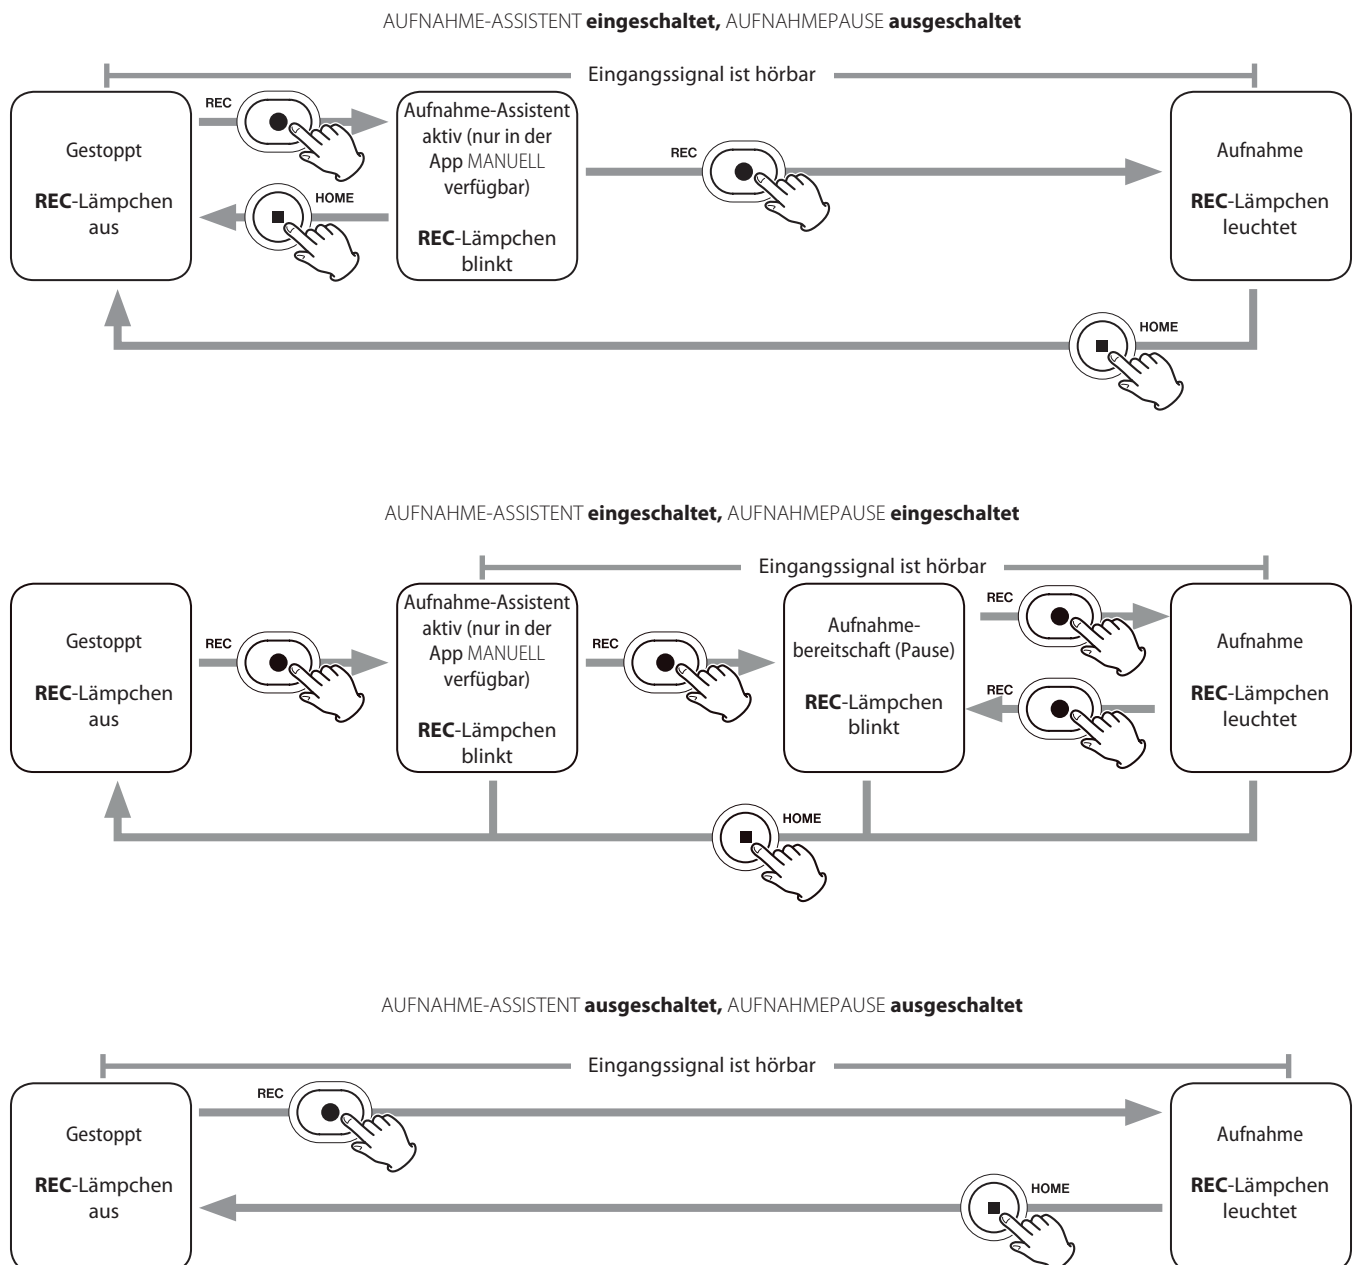 AUFNAHME-ASSISTENT eingeschaltet, AUFNAHMEPAUSE ausgeschaltet
Eingangssignal ist hörbar
Gestoppt
REC-Lämpchen
aus
REC
HOME
Aufnahme-Assistent
aktiv (nur in der
App MANUELL
verfügbar)
REC-Lämpchen
blinkt
REC
Aufnahme
REC-Lämpchen
leuchtet
HOME
AUFNAHME-ASSISTENT eingeschaltet, AUFNAHMEPAUSE eingeschaltet
Eingangssignal ist hörbar
Gestoppt
REC-Lämpchen
aus
REC
Aufnahme-Assistent
aktiv (nur in der
App MANUELL
verfügbar)
REC-Lämpchen
blinkt
REC
Aufnahme-
bereitschaft (Pause)
REC-Lämpchen
blinkt
REC
REC
Aufnahme
REC-Lämpchen
leuchtet
HOME
AUFNAHME-ASSISTENT ausgeschaltet, AUFNAHMEPAUSE ausgeschaltet
Eingangssignal ist hörbar
Gestoppt
REC-Lämpchen
aus
REC
HOME
Aufnahme
REC-Lämpchen
leuchtet